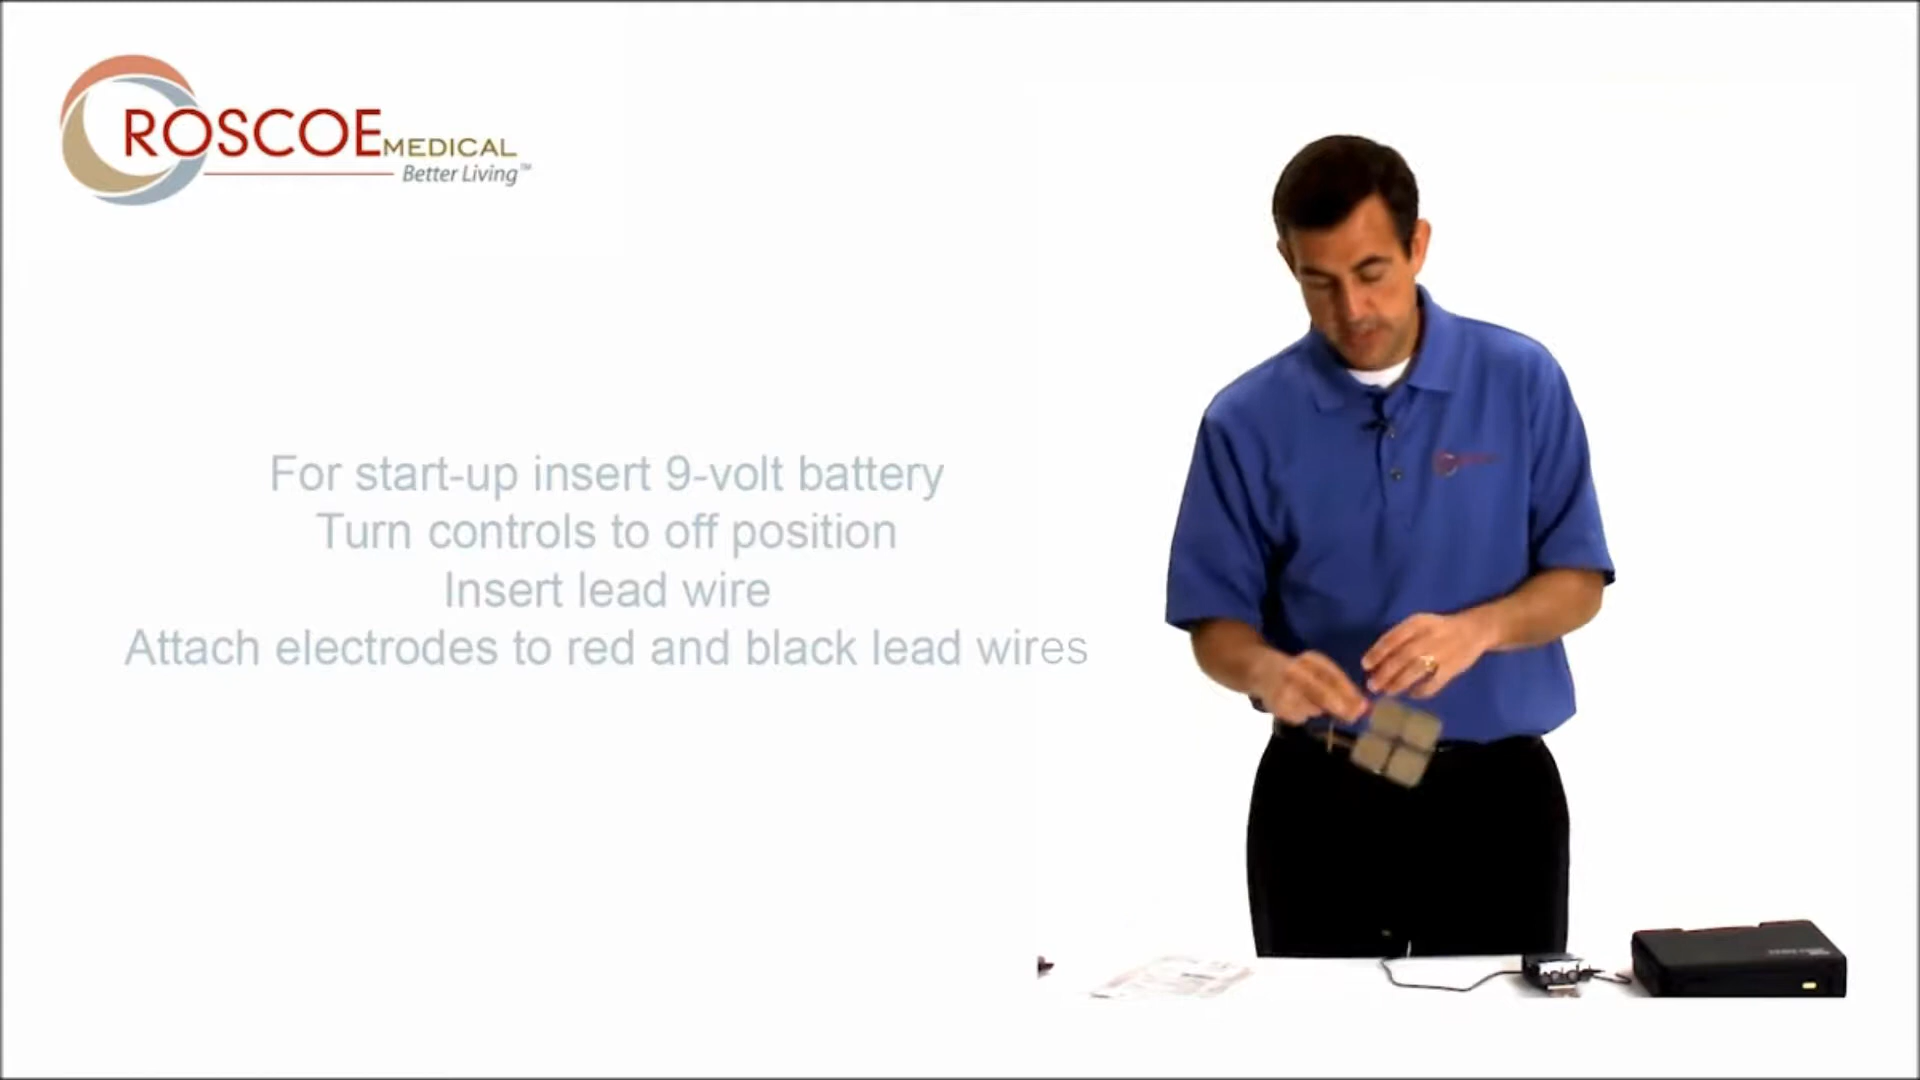 ROSCOE MEDICAL
Better Living™
For start-up insert 9-volt battery
Turn controls to off position
Insert lead wire
Attach electrodes to red and black lead wires